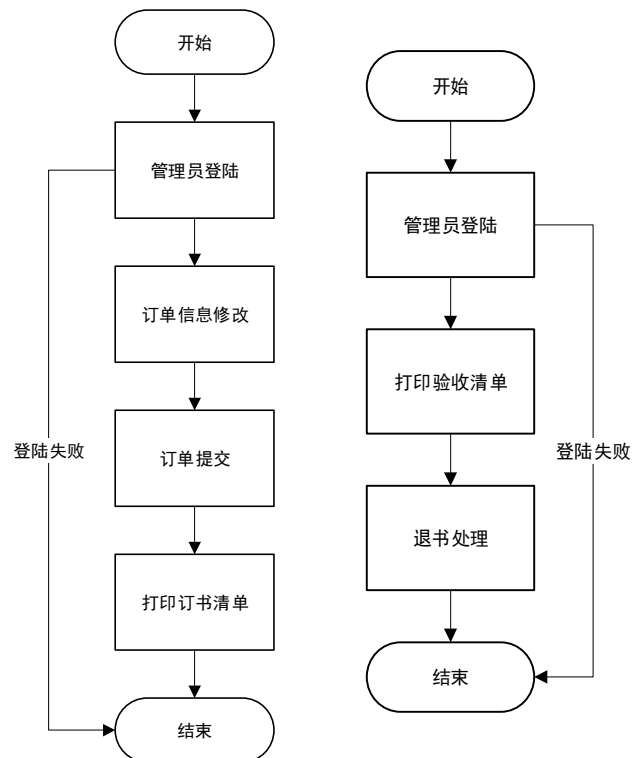 开始
管理员登陆
订单信息修改
订单提交
登陆失败
打印订书清单
结束
开始
管理员登陆
打印验收清单
登陆失败
退书处理
结束